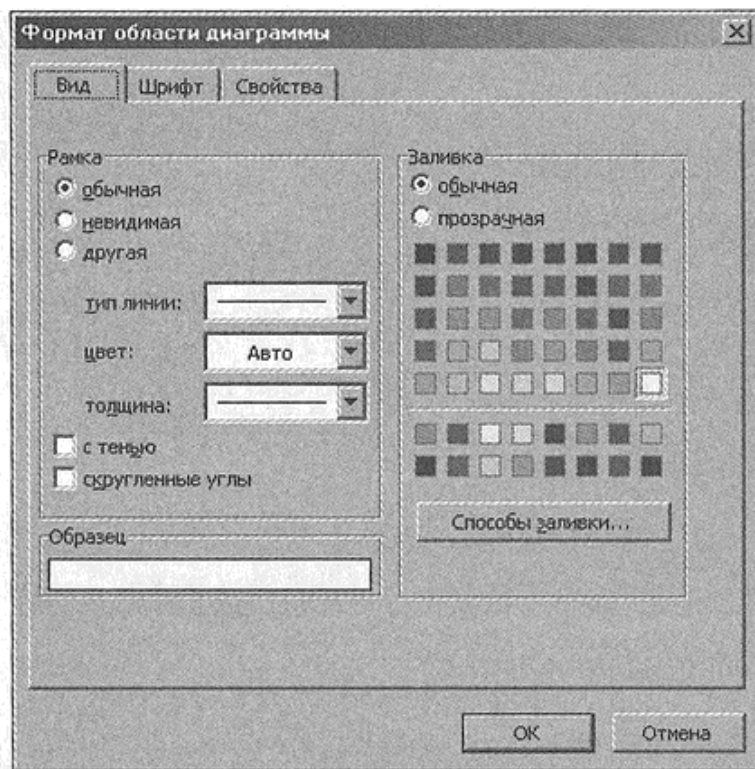 Формат области диаграммы
Вид Шрифт Свойства
Рамка
обычная
невидимая
другая
тип линии:
цвет: Авто
толщина:
с тенью
скругленные углы
Образец
Заливка
обычная
прозрачная
Способы заливки...
ОК Отмена